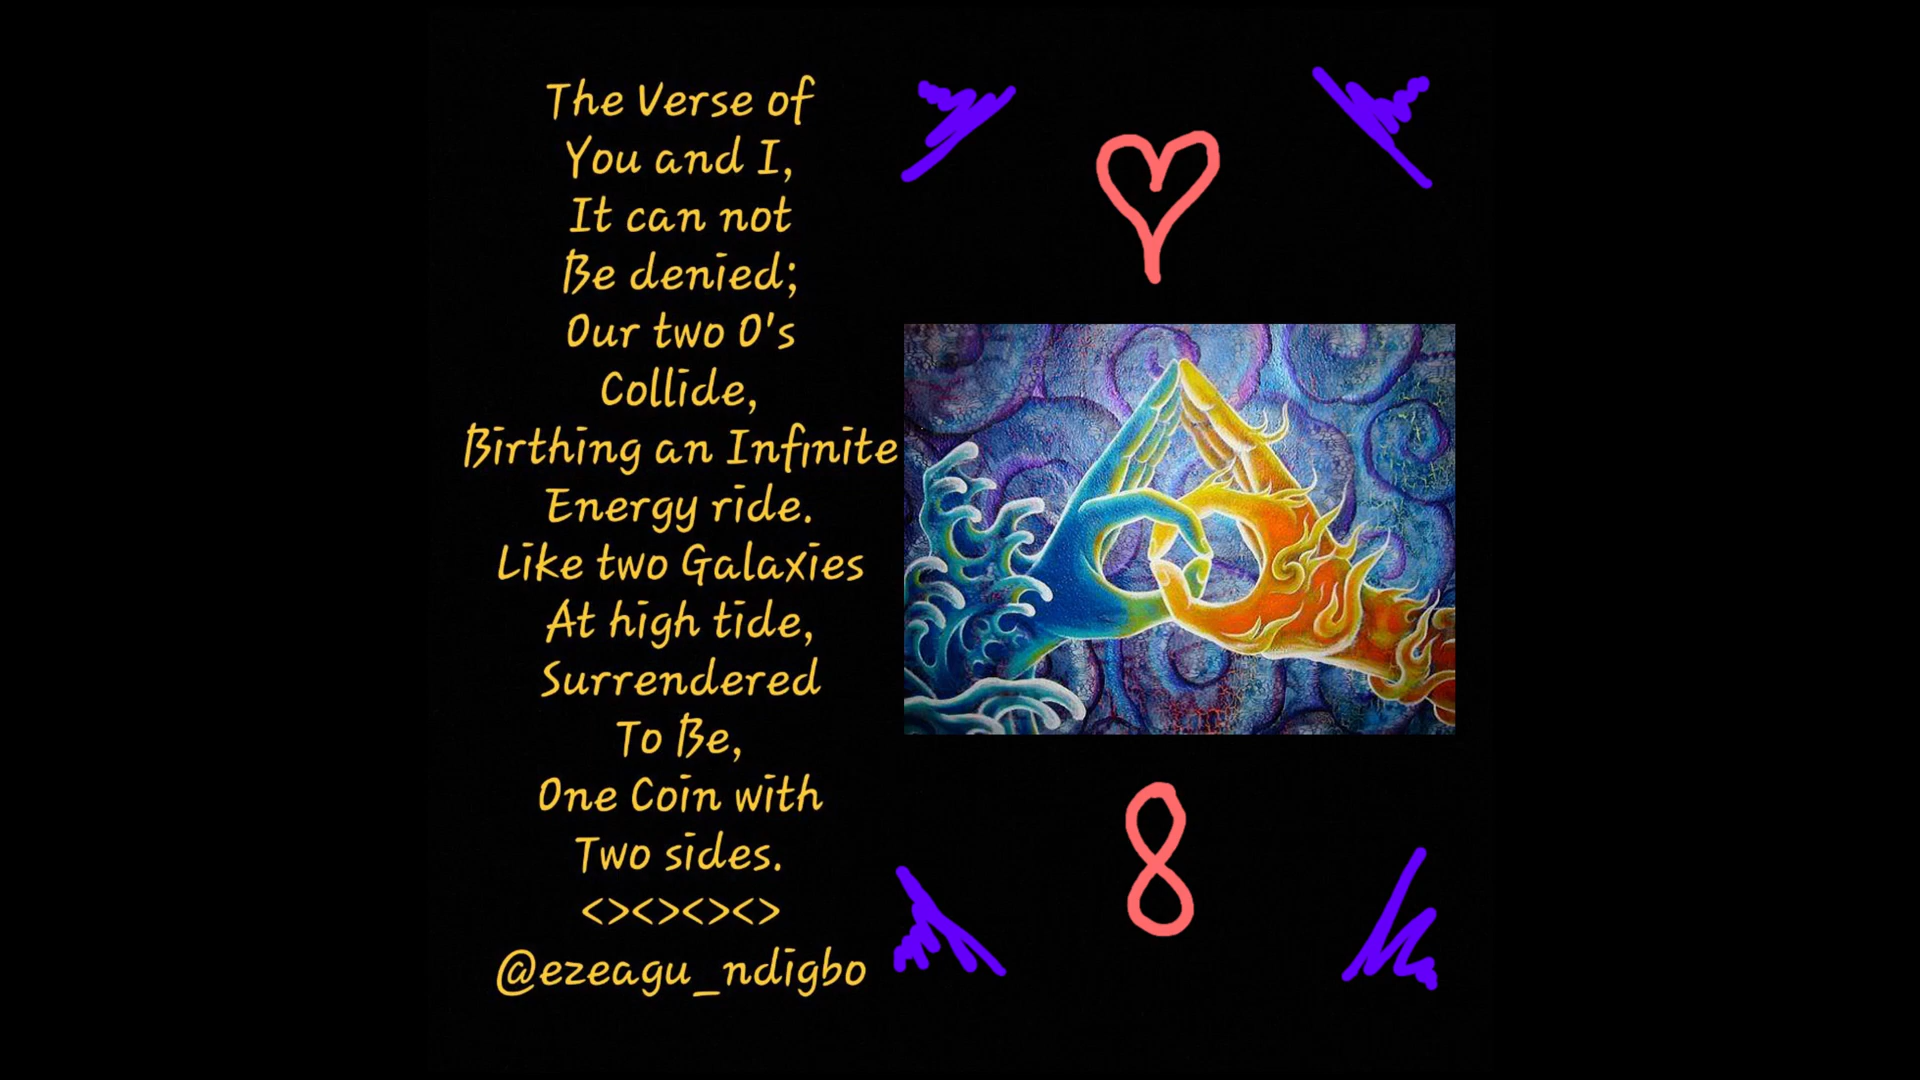 The Verse of
You and I,
It can not
Be denied;
Our two O's
Collide,
Birthing an Infinite
Energy ride.
Like two Galaxies
At high tide,
Surrendered
To Be,
One Coin with
Two sides.
<><><><>
@ezeagu_ndigbo
8